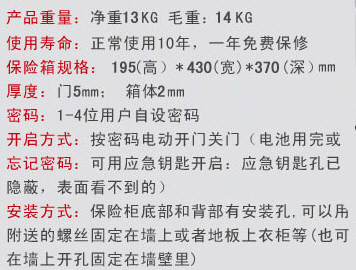 产品重量：净重13KG 毛重：14KG
使用寿命：正常使用10年，一年免费保修
保险箱规格：195(高）*430(宽)*370(深）mm
厚度：门5mm； 箱体2mm
密码：1-4位用户自设密码
开启方式：按密码电动开门关门（电池用完或
忘记密码：可用应急钥匙开启：应急钥匙孔已
隐蔽，表面看不到的）
安装方式：保险柜底部和背部有安装孔,可以用
附送的螺丝固定在墙上或者地板上衣柜等(也可
在墙上开孔固定在墙壁里)